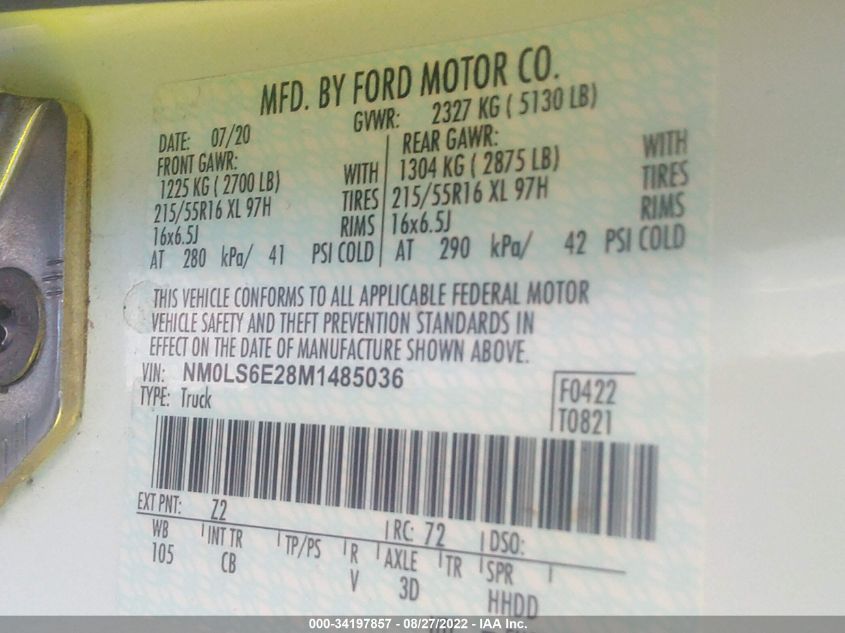 MFD. BY FORD MOTOR CO.
DATE: 07/20 GVWR: 2327 KG ( 5130 LB)
FRONT GAWR: REAR GAWR:
1225 KG ( 2700 LB) WITH 1304 KG ( 2875 LB) WITH
215/55R16 XL 97H TIRES 215/55R16 XL 97H TIRES
16x6.5J RIMS 16x6.5J RIMS
AT 280 kPa/ 41 PSI COLD AT 290 kPa/ 42 PSI COLD
THIS VEHICLE CONFORMS TO ALL APPLICABLE FEDERAL MOTOR
VEHICLE SAFETY AND THEFT PREVENTION STANDARDS IN
EFFECT ON THE DATE OF MANUFACTURE SHOWN ABOVE.
VIN: NM0LS6E28M1485036
TYPE: Truck
F0422
T0821
EXT PNT: Z2 RC: 72 DSO:
WB INT TR TP/PS R AXLE TR SPR
105 CB V 3D HHDD
000-34197857 - 08/27/2022 - IAA Inc.